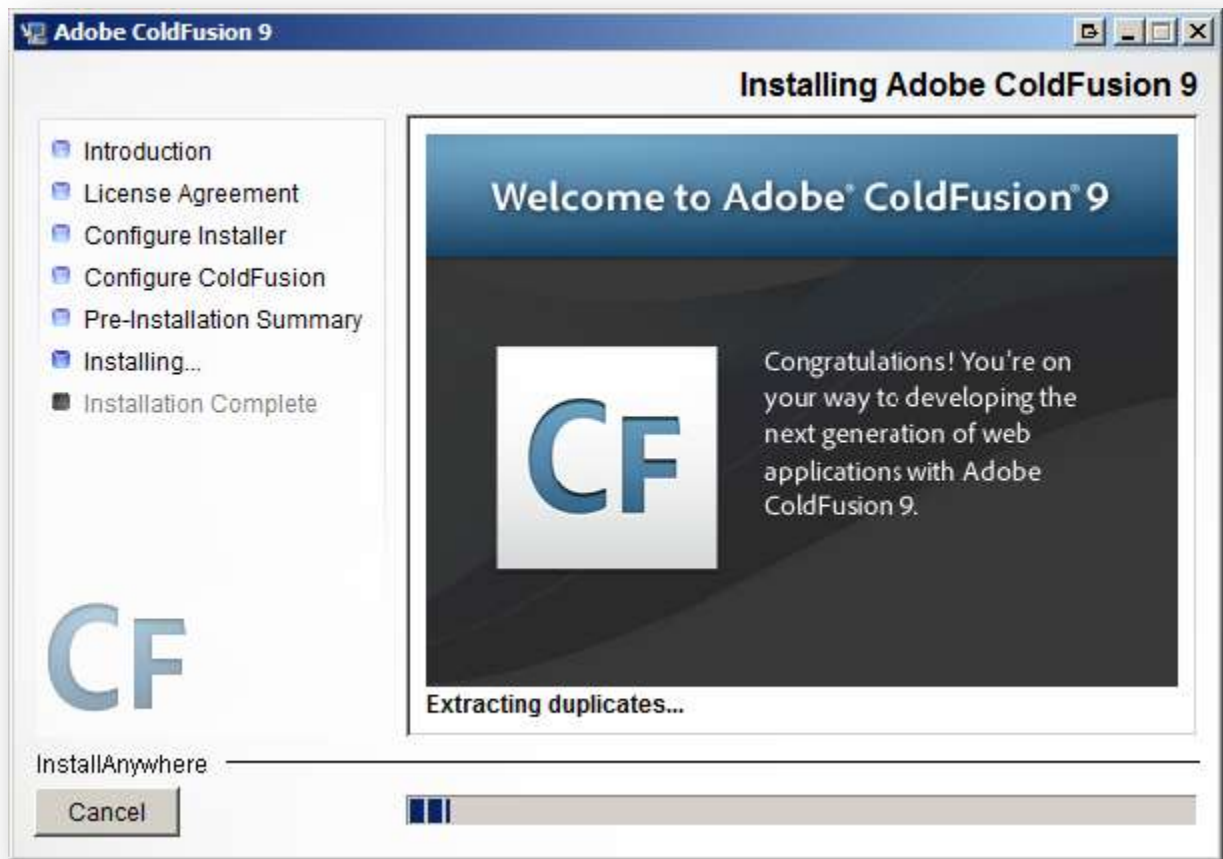 Adobe ColdFusion 9
Installing Adobe ColdFusion 9
Introduction
License Agreement
Configure Installer
Configure ColdFusion
Pre-Installation Summary
Installing...
Installation Complete
CF
Welcome to Adobe® ColdFusion® 9
CF
Congratulations! You're on
your way to developing the
next generation of web
applications with Adobe
ColdFusion 9.
Extracting duplicates...
InstallAnywhere
Cancel